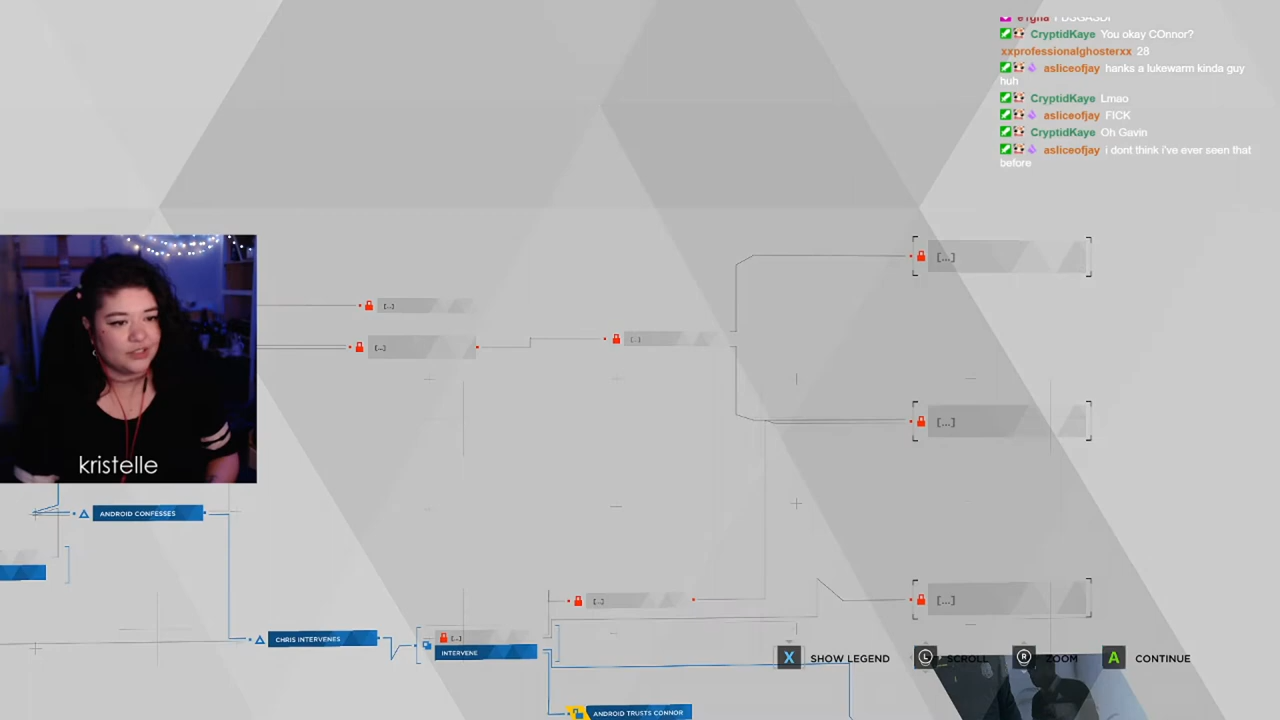 CryptidKaye You okay COnnor?
xxprofessionalghosterxx 28
asliceofjay hanks a lukewarm kinda guy
huh
CryptidKaye Lmao
asliceofjay FICK
CryptidKaye Oh Gavin
asliceofjay i dont think i've ever seen that
before
[...]
[...]
[...]
[...]
[...]
kristelle
ANDROID CONFESSES
[...]
[...]
[...]
CHRIS INTERVENES
INTERVENE
X SHOW LEGEND
L SCROLL
R ZOOM
A CONTINUE
ANDROID TRUSTS CONNOR